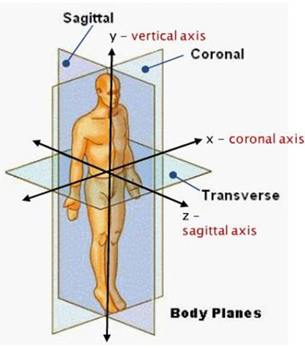 Sagittal
y – vertical axis
Coronal
x – coronal axis
Transverse
z –
sagittal axis
Body Planes